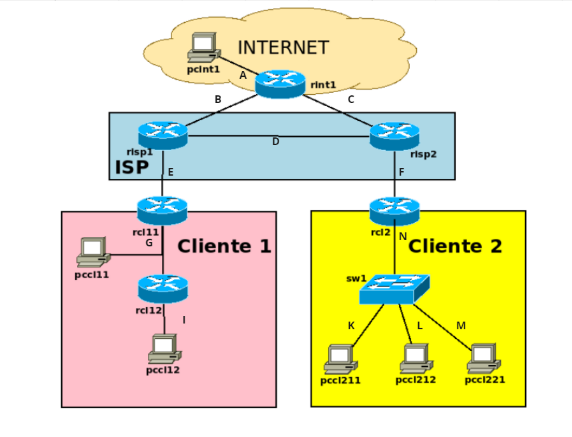 INTERNET
pcint1
A
rint1
B
C
D
risp1
risp2
ISP
E
F
rcl11
rcl2
G
N
Cliente 1
Cliente 2
pccl11
sw1
rcl12
I
K
L
M
pccl12
pccl211
pccl212
pccl221